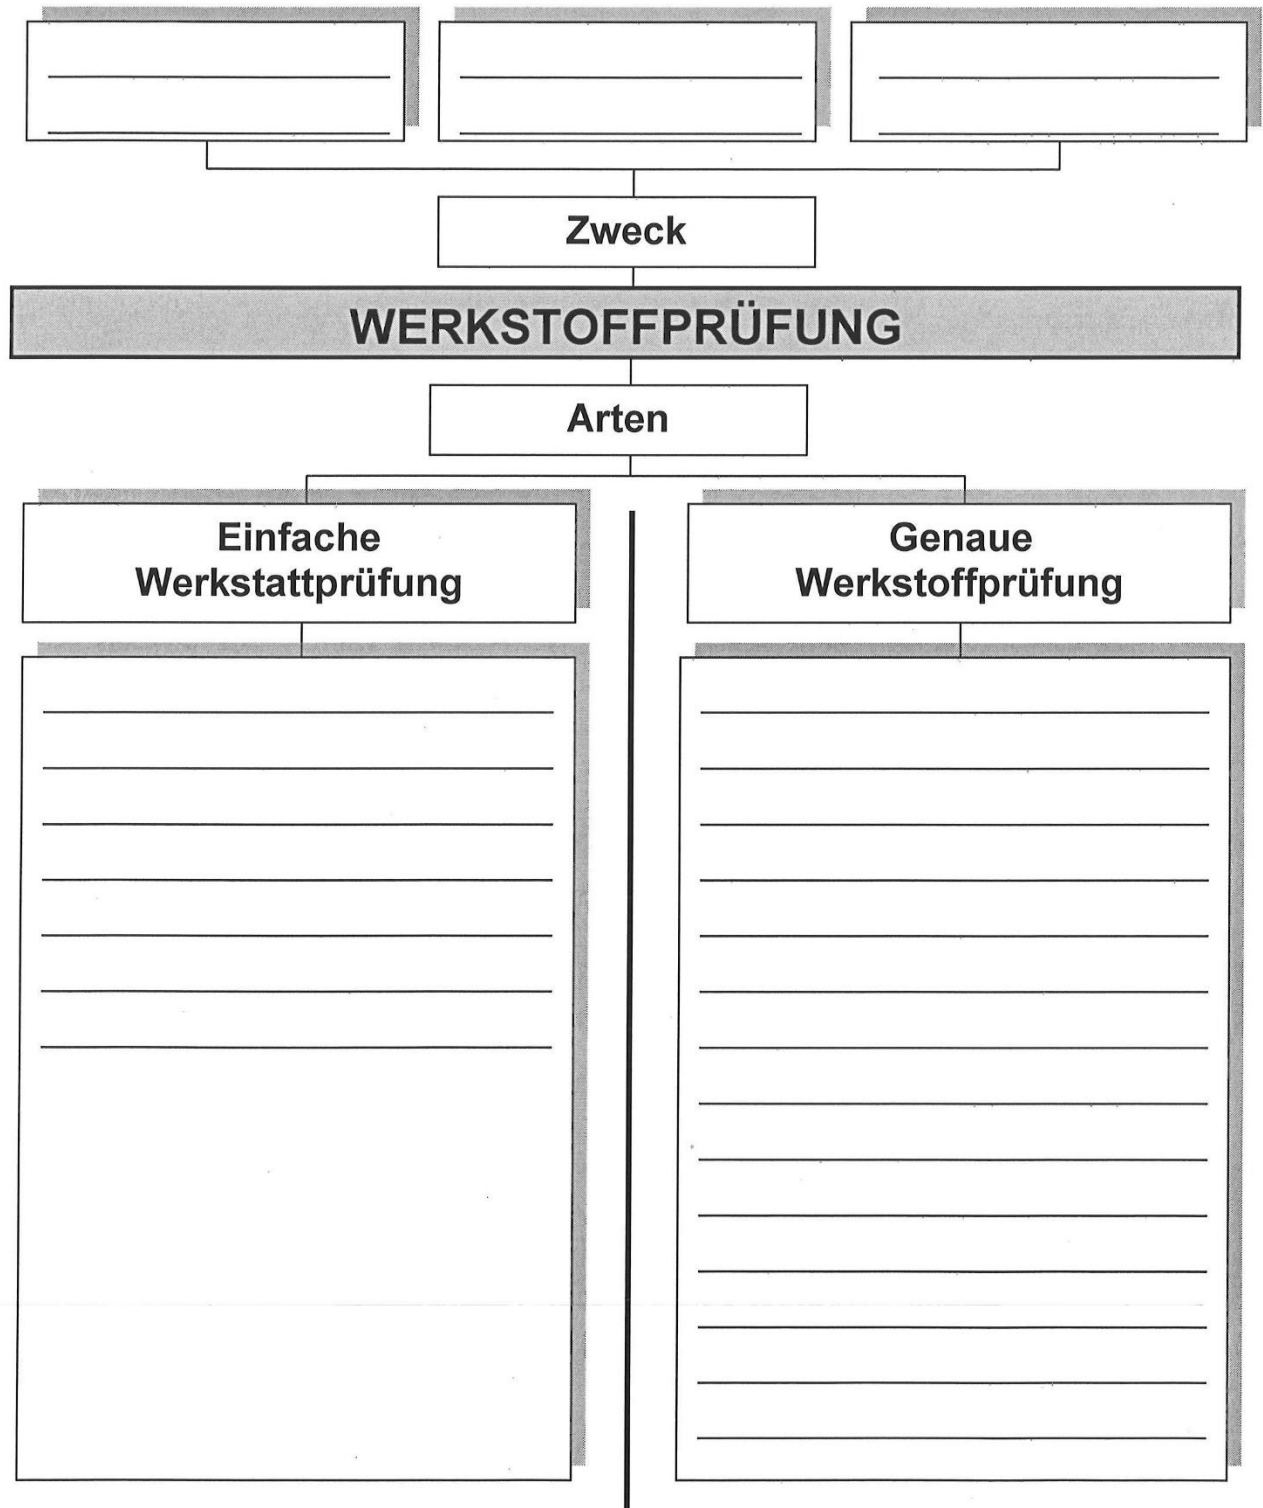 Zweck
WERKSTOFFPRÜFUNG
Arten
Einfache
Werkstattprüfung
Genaue
Werkstoffprüfung